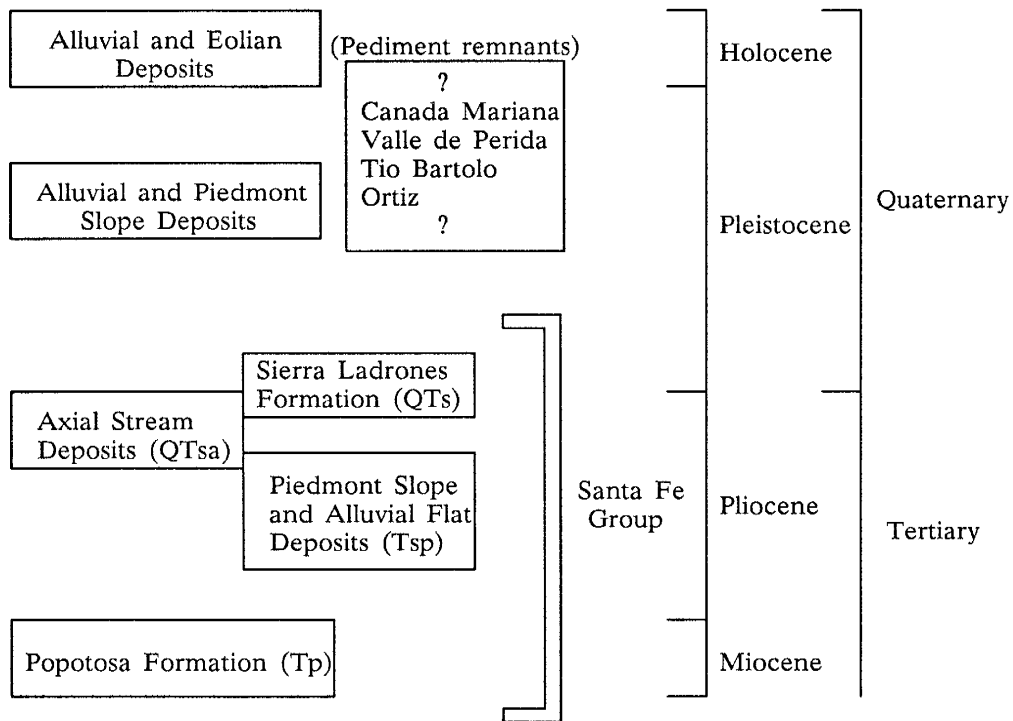 Alluvial and Eolian
Deposits
(Pediment remnants)
?
Canada Mariana
Valle de Perida
Tio Bartolo
Ortiz
?
Alluvial and Piedmont
Slope Deposits
Sierra Ladrones
Formation (QTs)
Axial Stream
Deposits (QTsa)
Piedmont Slope
and Alluvial Flat
Deposits (Tsp)
Popotosa Formation (Tp)
Santa Fe
Group
Holocene
Pleistocene
Pliocene
Miocene
Quaternary
Tertiary